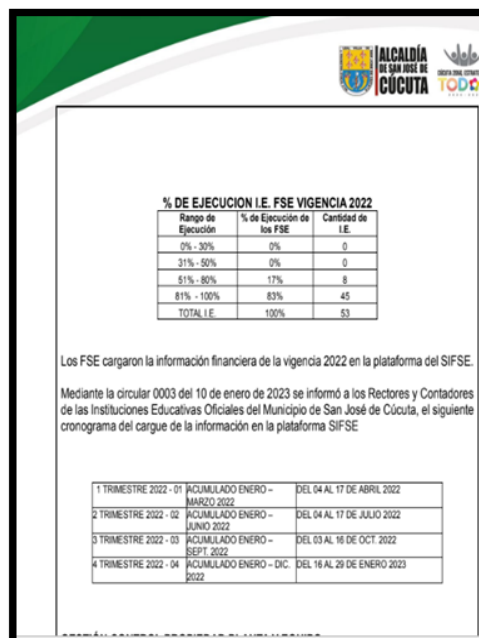 ALCALDÍA
DE SAN JOSÉ DE
CÚCUTA
TODO
% DE EJECUCION I.E. FSE VIGENCIA 2022
Rango de Ejecución | % de Ejecución de los FSE | Cantidad de I.E.
0% - 30% | 0% | 0
31% - 50% | 0% | 0
51% - 80% | 17% | 8
81% - 100% | 83% | 45
TOTAL I.E. | 100% | 53
Los FSE cargaron la información financiera de la vigencia 2022 en la plataforma del SIFSE.
Mediante la circular 0003 del 10 de enero de 2023 se informó a los Rectores y Contadores
de las Instituciones Educativas Oficiales del Municipio de San José de Cúcuta, el siguiente
cronograma del cargue de la información en la plataforma SIFSE
1 TRIMESTRE 2022 - 01 | ACUMULADO ENERO – MARZO 2022 | DEL 04 AL 17 DE ABRIL 2022
2 TRIMESTRE 2022 - 02 | ACUMULADO ENERO – JUNIO 2022 | DEL 04 AL 17 DE JULIO 2022
3 TRIMESTRE 2022 - 03 | ACUMULADO ENERO – SEPT. 2022 | DEL 03 AL 16 DE OCT. 2022
4 TRIMESTRE 2022 - 04 | ACUMULADO ENERO – DIC. 2022 | DEL 16 AL 29 DE ENERO 2023